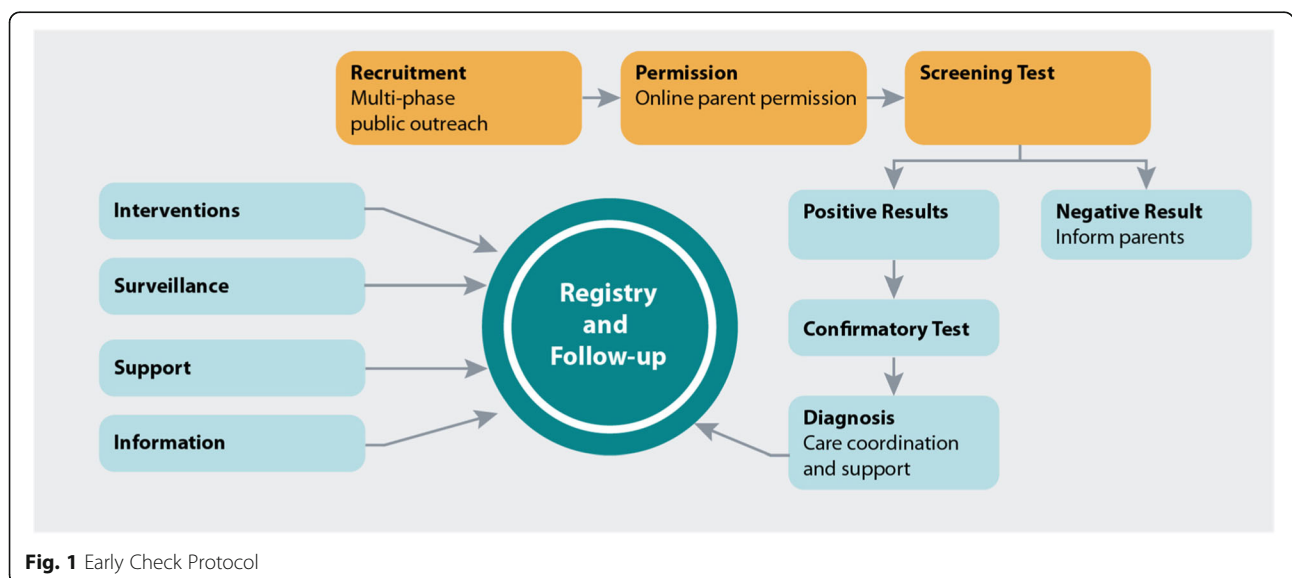 Recruitment
Multi-phase
public outreach
Permission
Online parent permission
Screening Test
Positive Results
Negative Result
Inform parents
Confirmatory Test
Diagnosis
Care coordination
and support
Interventions
Surveillance
Support
Information
Registry
and
Follow-up
Fig. 1 Early Check Protocol